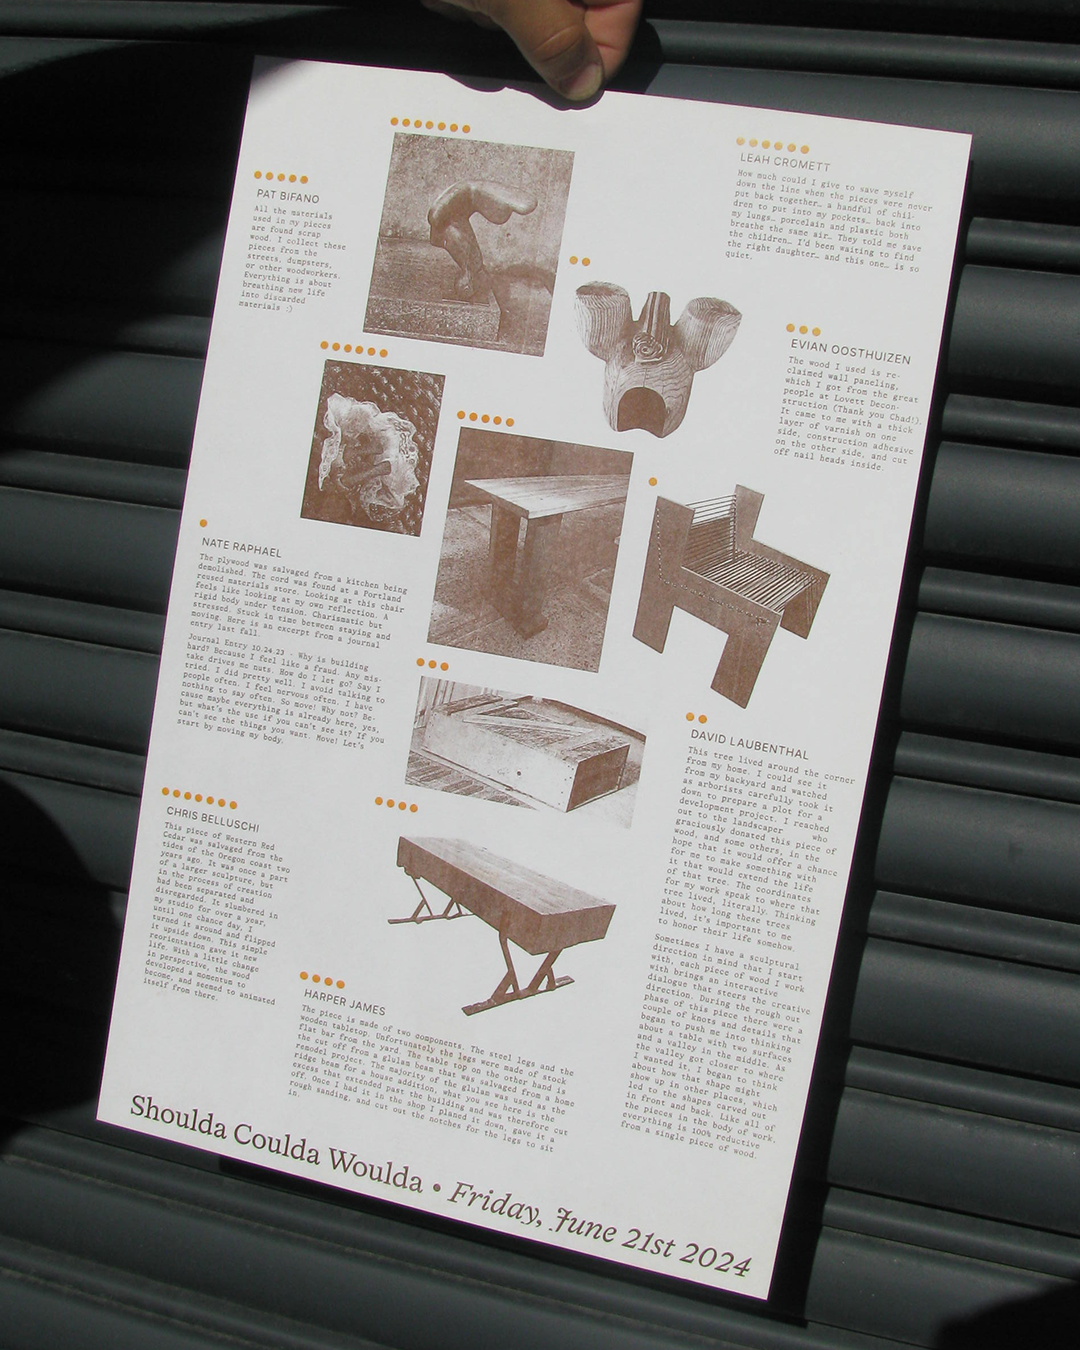 PAT BIFANO
All the materials
used in my pieces
are found scrap
wood. I collect these
pieces from the
streets, dumpsters,
or other woodworkers.
Everything is about
breathing new life
into discarded
materials :)
LEAH CROMETT
How much could I give to save myself
down the line when the pieces were never
put back together… a handful of chil-
dren to put into my pockets… back into
my lungs… porcelain and plastic both
breathe the same air… They told me save
the children… I'd been waiting to find
the right daughter… and this one… is so
quiet.
EVIAN OOSTHUIZEN
The wood I used is re-
claimed wall paneling,
which I got from the great
people at Lovett Decon-
struction (Thank you Chad!).
It came to me with a thick
layer of varnish on one
side, construction adhesive
on the other side, and cut
off nail heads inside.
NATE RAPHAEL
The plywood was salvaged from a kitchen being
demolished. The cord was found at a Portland
reused materials store. Looking at this chair
feels like looking at my own reflection. A
rigid body under tension. Charismatic but
stressed. Stuck in time between staying and
moving. Here is an excerpt from a journal
entry last fall.
Journal Entry 10.24.23 - Why is building
hard? Because I feel like a fraud. Any mis-
take drives me nuts. How do I let go? Say I
tried. I did pretty well. I avoid talking to
people often. I feel nervous often. I have
nothing to say often. So move! Why not? Be-
cause maybe everything is already here, yes,
but what's the use if you can't see it? If you
can't see the things you want. Move! Let's
start by moving my body.
DAVID LAUBENTHAL
This tree lived around the corner
from my home. I could see it
from my backyard and watched
as arborists carefully took it
down to prepare a plot for a
development project. I reached
out to the landscaper who
graciously donated this piece of
wood, and some others, in the
hope that it would offer a chance
for me to make something with
it that would extend the life
of that tree. The coordinates
for my work speak to where that
tree lived, literally. Thinking
about how long these trees
lived, it's important to me
to honor their life somehow.
Sometimes I have a sculptural
direction in mind that I start
with, each piece of wood I work
with brings an interactive
dialogue that steers the creative
direction. During the rough out
phase of this piece there were a
couple of knots and details that
began to push me into thinking
about a table with two surfaces
and a valley in the middle. As
the valley got closer to where
I wanted it, I began to think
about how that shape might
show up in other places, which
led to the shapes carved out
in front and back. Like all of
the pieces in the body of work,
everything is 100% reductive
from a single piece of wood.
CHRIS BELLUSCHI
This piece of Western Red
Cedar was salvaged from the
tides of the Oregon coast two
years ago. It was once a part
of a larger sculpture, but
in the process of creation
had been separated and
disregarded. It slumbered in
my studio for over a year,
until one chance day, I
turned it around and flipped
it upside down. This simple
reorientation gave it new
life. With a little change
in perspective, the wood
developed a momentum to
become, and seemed to animated
itself from there.
HARPER JAMES
The piece is made of two components. The steel legs and the
wooden tabletop. Unfortunately the legs were made of stock
flat bar from the yard. The table top on the other hand is
the cut off from a glulam beam that was salvaged from a home
remodel project. The majority of the glulam was used as the
ridge beam for a house addition, what you see here is the
excess that extended past the building and was therefore cut
off. Once I had it in the shop I planed it down, gave it a
rough sanding, and cut out the notches for the legs to sit
in.
Shoulda Coulda Woulda • Friday, June 21st 2024